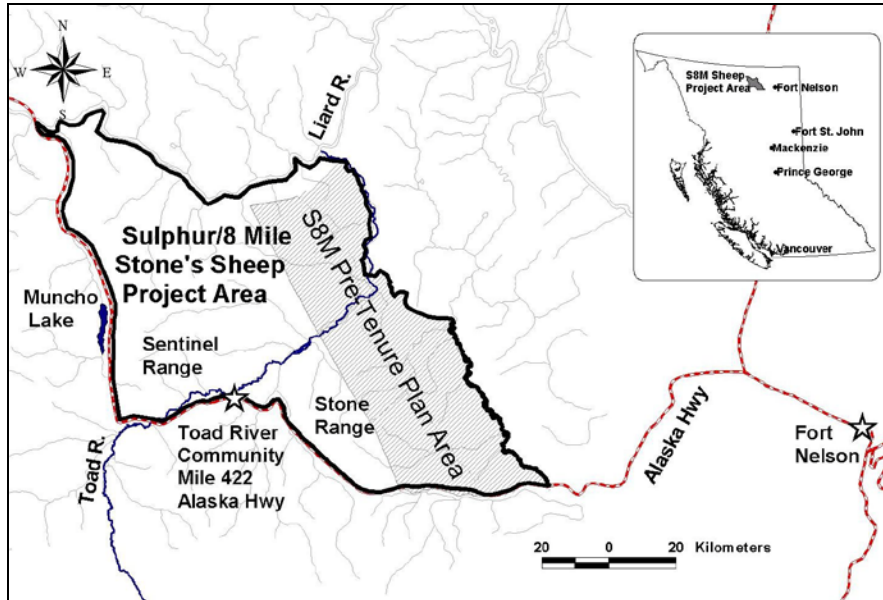 N
W
E
S
Liard R.
Sulphur/8 Mile
Stone's Sheep
Project Area
S8M Pre-Tenure Plan Area
Muncho
Lake
Sentinel
Range
Stone
Range
Toad R.
Toad River
Community
Mile 422
Alaska Hwy
Alaska Hwy
Fort
Nelson
20
0
20
Kilometers
S8M Sheep
Project Area
Fort Nelson
Fort St. John
Mackenzie
Prince George
Vancouver